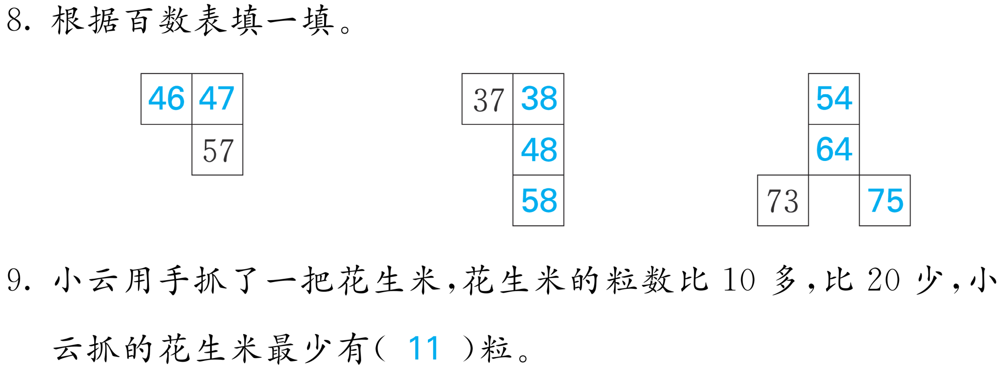 8. 根据百数表填一填。
46 47 37 38 54
57 48 64
58 73 75
9. 小云用手抓了一把花生米,花生米的粒数比 10 多,比 20 少,小
云抓的花生米最少有( 11 )粒。